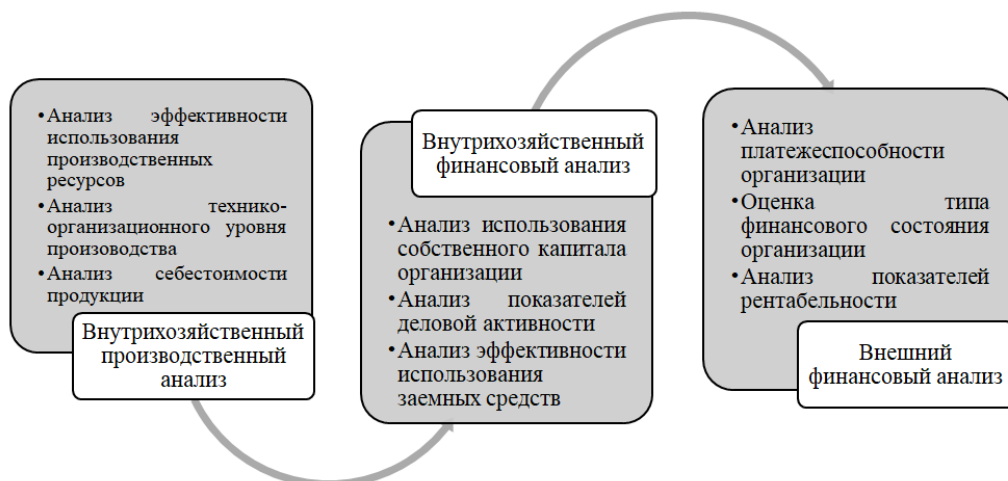 •Анализ эффективности
использования
производственных
ресурсов
•Анализ технико-
организационного уровня
произоводства
•Анализ себестоимости
продукции
Внутрихозяйственный
производственный
анализ
Внутрихозяйственный
финансовый анализ
•Анализ использования
собственного капитала
организации
•Анализ показателей
деловой активности
•Анализ эффективности
использования
заемных средств
•Анализ
платежеспособности
организации
•Оценка типа
финансового состояния
организации
•Анализ показателей
рентабельности
Внешний
финансовый анализ